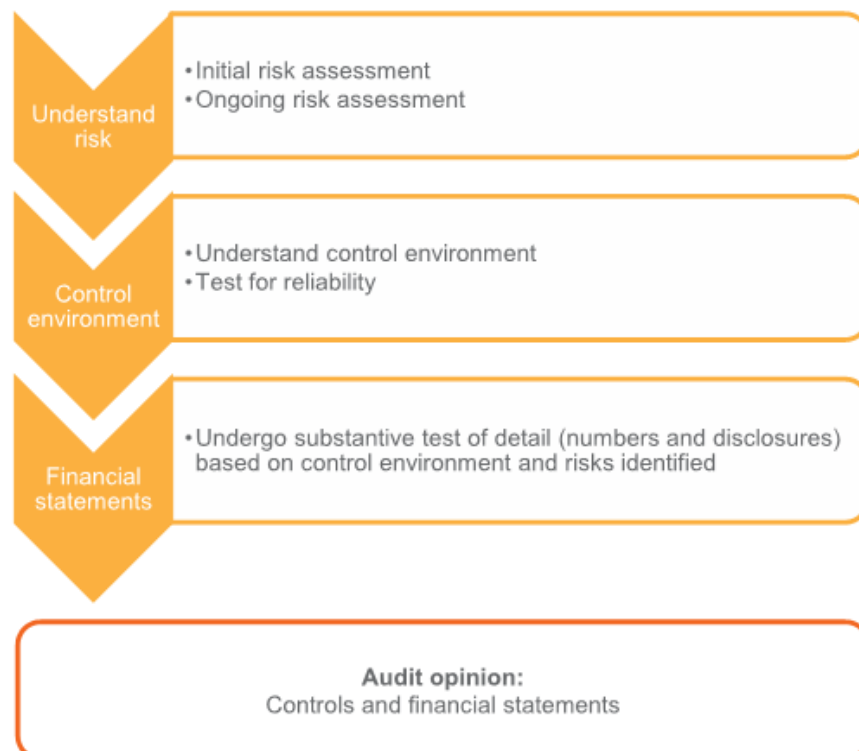 Understand
risk
• Initial risk assessment
• Ongoing risk assessment
Control
environment
• Understand control environment
• Test for reliability
Financial
statements
• Undergo substantive test of detail (numbers and disclosures)
based on control environment and risks identified
Audit opinion:
Controls and financial statements